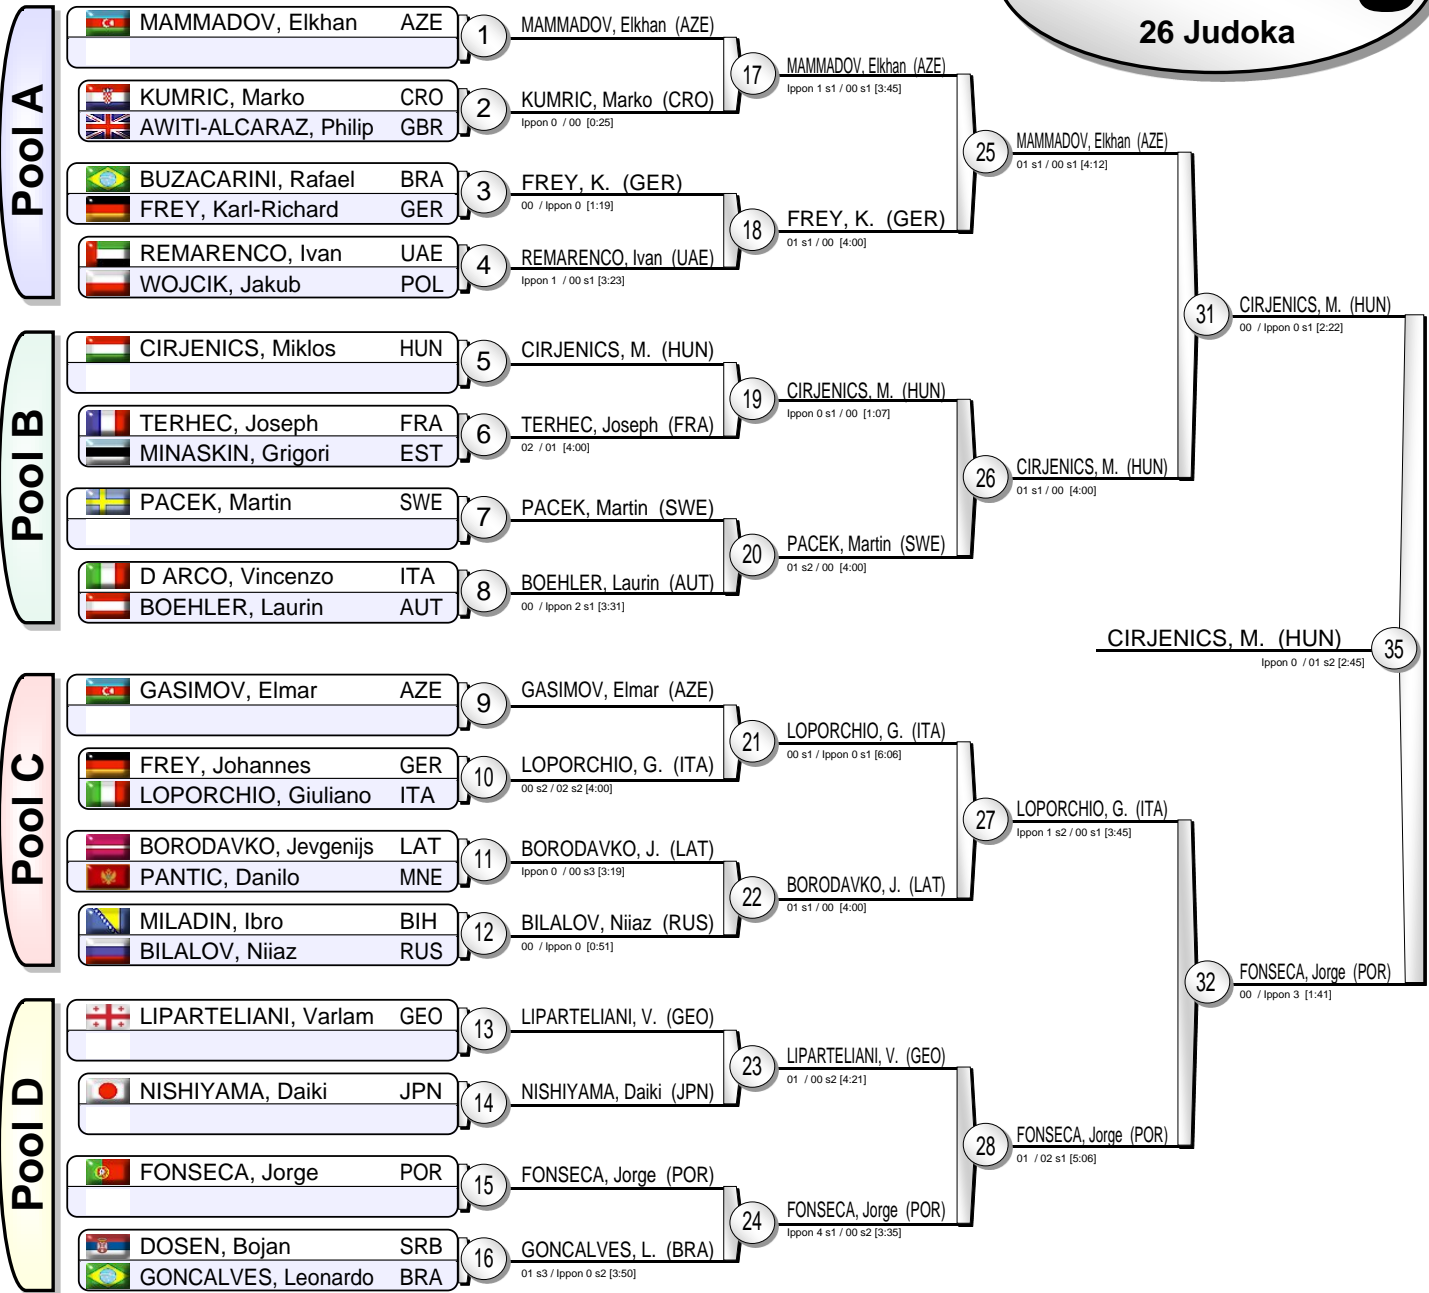 26 Judoka
Pool A
MAMMADOV, Elkhan AZE
KUMRIC, Marko CRO
AWITI-ALCARAZ, Philip GBR
BUZACARINI, Rafael BRA
FREY, Karl-Richard GER
REMARENCO, Ivan UAE
WOJCIK, Jakub POL
Pool B
CIRJENICS, Miklos HUN
TERHEC, Joseph FRA
MINASKIN, Grigori EST
PACEK, Martin SWE
D ARCO, Vincenzo ITA
BOEHLER, Laurin AUT
Pool C
GASIMOV, Elmar AZE
FREY, Johannes GER
LOPORCHIO, Giuliano ITA
BORODAVKO, Jevgenijs LAT
PANTIC, Danilo MNE
MILADIN, Ibro BIH
BILALOV, Niiaz RUS
Pool D
LIPARTELIANI, Varlam GEO
NISHIYAMA, Daiki JPN
FONSECA, Jorge POR
DOSEN, Bojan SRB
GONCALVES, Leonardo BRA
1 MAMMADOV, Elkhan (AZE)
2 KUMRIC, Marko (CRO)
Ippon 0 / 00 [0:25]
3 FREY, K. (GER)
00 / Ippon 0 [1:19]
4 REMARENCO, Ivan (UAE)
Ippon 1 / 00 s1 [3:23]
5 CIRJENICS, M. (HUN)
6 TERHEC, Joseph (FRA)
02 / 01 [4:00]
7 PACEK, Martin (SWE)
8 BOEHLER, Laurin (AUT)
00 / Ippon 2 s1 [3:31]
9 GASIMOV, Elmar (AZE)
10 LOPORCHIO, G. (ITA)
00 s2 / 02 s2 [4:00]
11 BORODAVKO, J. (LAT)
Ippon 0 / 00 s3 [3:19]
12 BILALOV, Niiaz (RUS)
00 / Ippon 0 [0:51]
13 LIPARTELIANI, V. (GEO)
14 NISHIYAMA, Daiki (JPN)
15 FONSECA, Jorge (POR)
16 GONCALVES, L. (BRA)
01 s3 / Ippon 0 s2 [3:50]
17 MAMMADOV, Elkhan (AZE)
Ippon 1 s1 / 00 s1 [3:45]
18 FREY, K. (GER)
01 s1 / 00 [4:00]
19 CIRJENICS, M. (HUN)
Ippon 0 s1 / 00 [1:07]
20 PACEK, Martin (SWE)
01 s2 / 00 [4:00]
21 LOPORCHIO, G. (ITA)
00 s1 / Ippon 0 s1 [6:06]
22 BORODAVKO, J. (LAT)
01 s1 / 00 [4:00]
23 LIPARTELIANI, V. (GEO)
01 / 00 s2 [4:21]
24 FONSECA, Jorge (POR)
Ippon 4 s1 / 00 s2 [3:35]
25 MAMMADOV, Elkhan (AZE)
01 s1 / 00 s1 [4:12]
26 CIRJENICS, M. (HUN)
01 s1 / 00 [4:00]
27 LOPORCHIO, G. (ITA)
Ippon 1 s2 / 00 s1 [3:45]
28 FONSECA, Jorge (POR)
01 / 02 s1 [5:06]
31 CIRJENICS, M. (HUN)
00 / Ippon 0 s1 [2:22]
32 FONSECA, Jorge (POR)
00 / Ippon 3 [1:41]
CIRJENICS, M. (HUN) 35
Ippon 0 / 01 s2 [2:45]